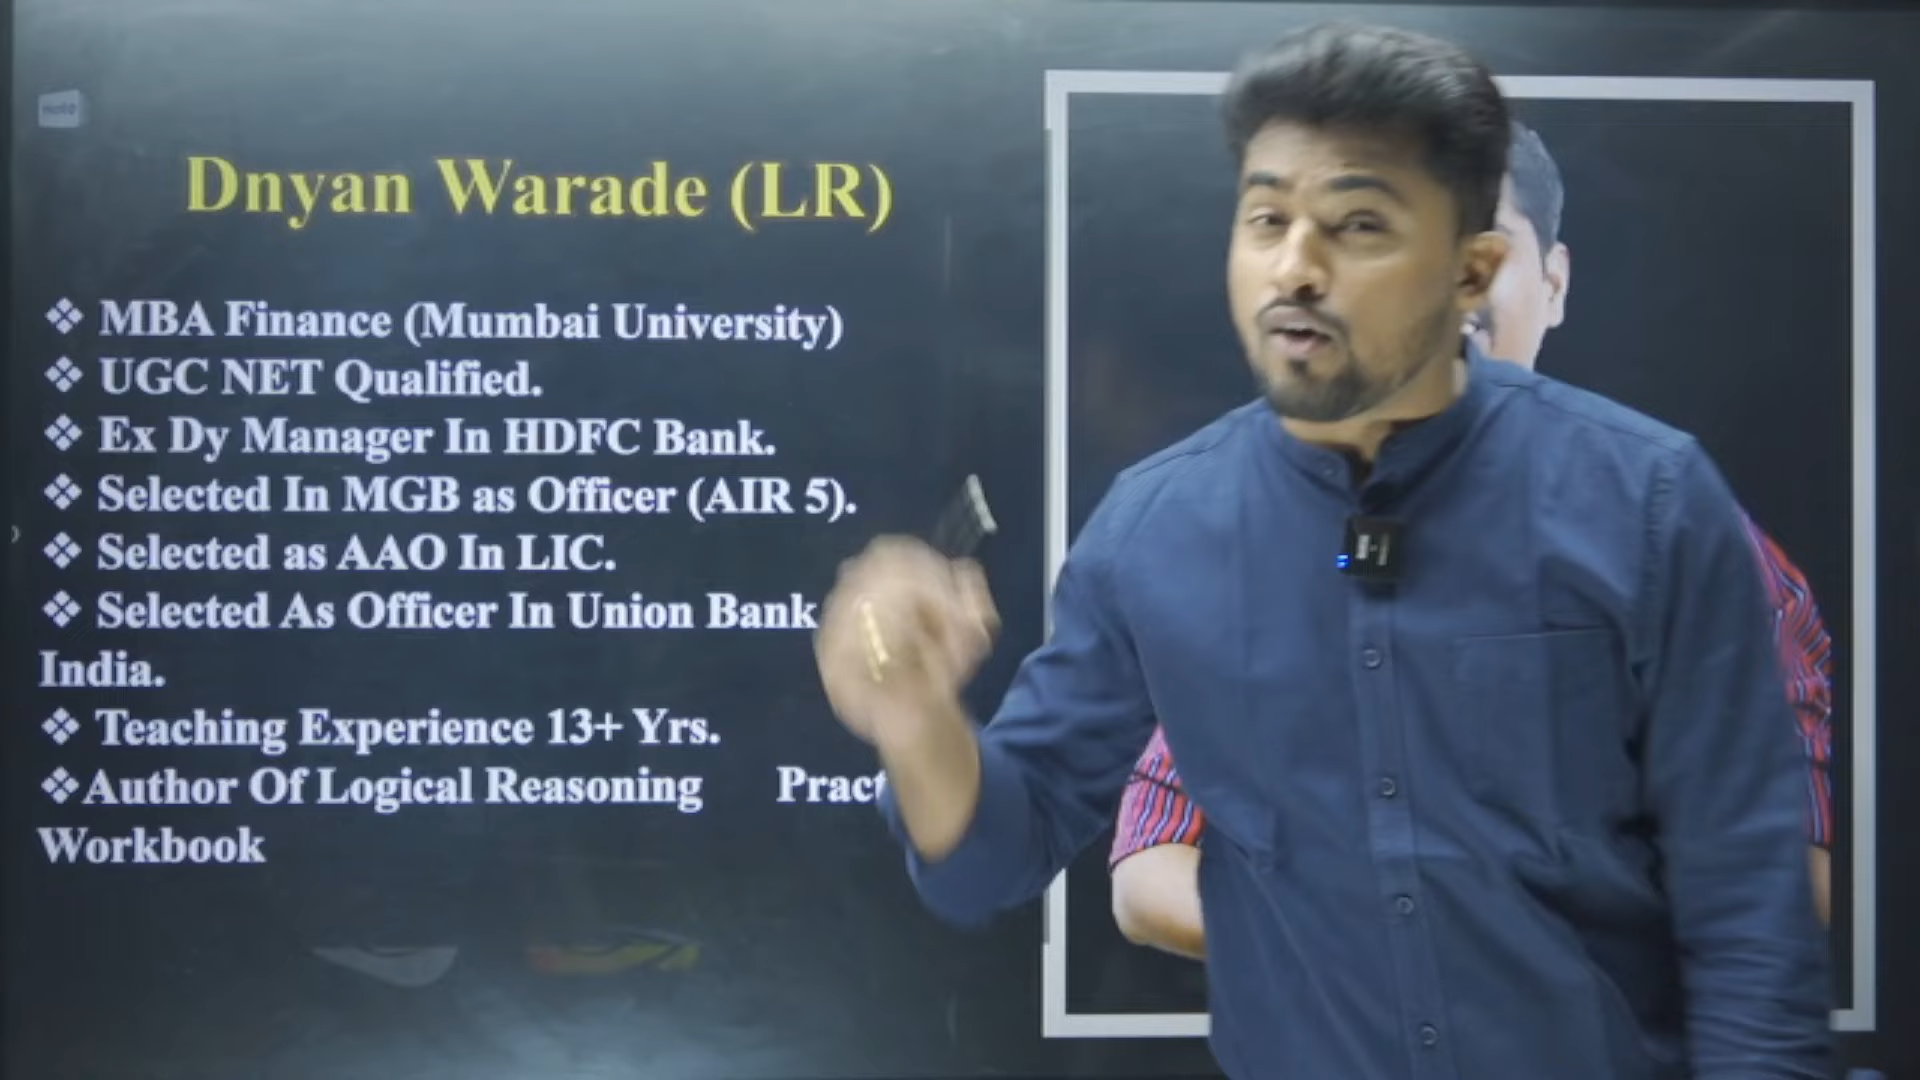 Dnyan Warade (LR)
❖ MBA Finance (Mumbai University)
❖ UGC NET Qualified.
❖ Ex Dy Manager In HDFC Bank.
❖ Selected In MGB as Officer (AIR 5).
❖ Selected as AAO In LIC.
❖ Selected As Officer In Union Bank
India.
❖ Teaching Experience 13+ Yrs.
❖Author Of Logical Reasoning Pract
Workbook